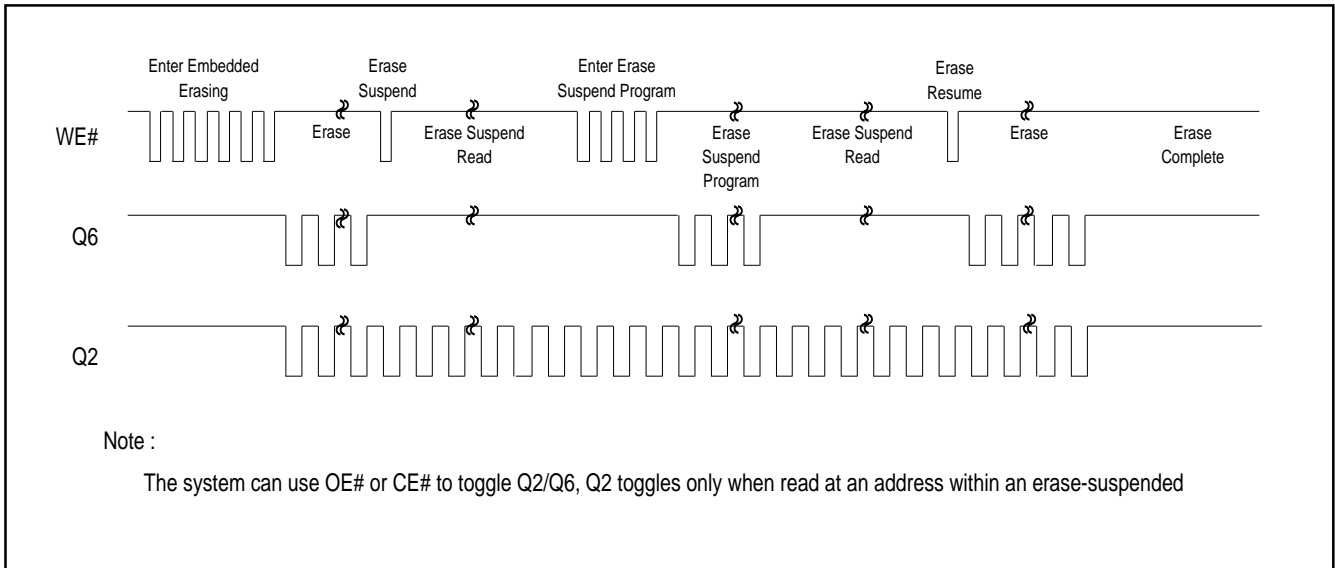 Enter Embedded
Erasing
Erase
Suspend
Enter Erase
Suspend Program
Erase
Resume
WE#
Erase
Erase Suspend
Read
Erase
Suspend
Program
Erase Suspend
Read
Erase
Erase
Complete
Q6
Q2
Note :
The system can use OE# or CE# to toggle Q2/Q6, Q2 toggles only when read at an address within an erase-suspended